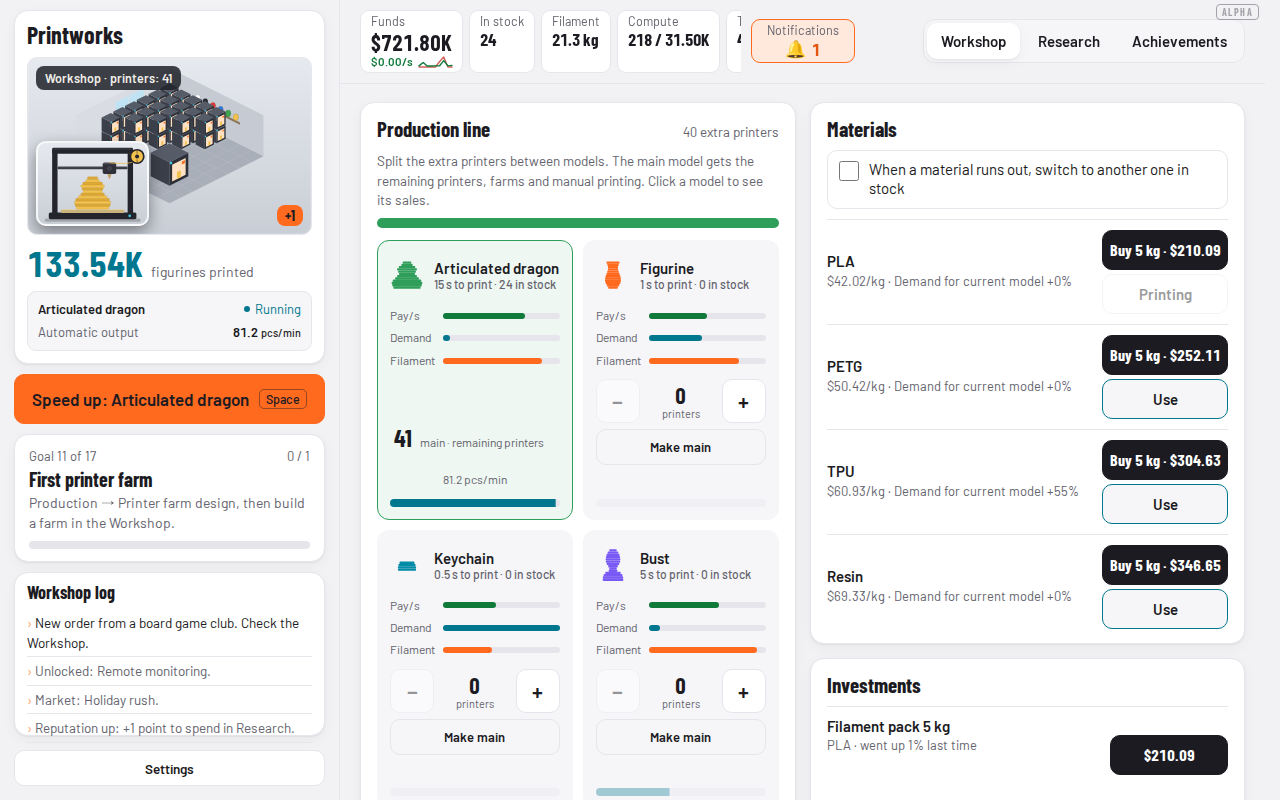 Printworks
Workshop · printers: 41
+1
133.54K figurines printed
Articulated dragon
Running
Automatic output
81.2 pcs/min
Speed up: Articulated dragon
Space
Goal 11 of 17
0 / 1
First printer farm
Production → Printer farm design, then build
a farm in the Workshop.
Workshop log
› New order from a board game club. Check the
Workshop.
› Unlocked: Remote monitoring.
› Market: Holiday rush.
› Reputation up: +1 point to spend in Research.
Settings
Funds
$721.80K
$0.00/s
In stock
24
Filament
21.3 kg
Compute
218 / 31.50K
Notifications
🔔 1
ALPHA
Workshop
Research
Achievements
Production line
40 extra printers
Split the extra printers between models. The main model gets the
remaining printers, farms and manual printing. Click a model to see
its sales.
Articulated dragon
15 s to print · 24 in stock
Pay/s
Demand
Filament
41 main · remaining printers
81.2 pcs/min
Figurine
1 s to print · 0 in stock
Pay/s
Demand
Filament
−
0
printers
+
Make main
Keychain
0.5 s to print · 0 in stock
Pay/s
Demand
Filament
−
0
printers
+
Make main
Bust
5 s to print · 0 in stock
Pay/s
Demand
Filament
−
0
printers
+
Make main
Materials
When a material runs out, switch to another one in
stock
PLA
$42.02/kg · Demand for current model +0%
Buy 5 kg · $210.09
Printing
PETG
$50.42/kg · Demand for current model +0%
Buy 5 kg · $252.11
Use
TPU
$60.93/kg · Demand for current model +55%
Buy 5 kg · $304.63
Use
Resin
$69.33/kg · Demand for current model +0%
Buy 5 kg · $346.65
Use
Investments
Filament pack 5 kg
PLA · went up 1% last time
$210.09